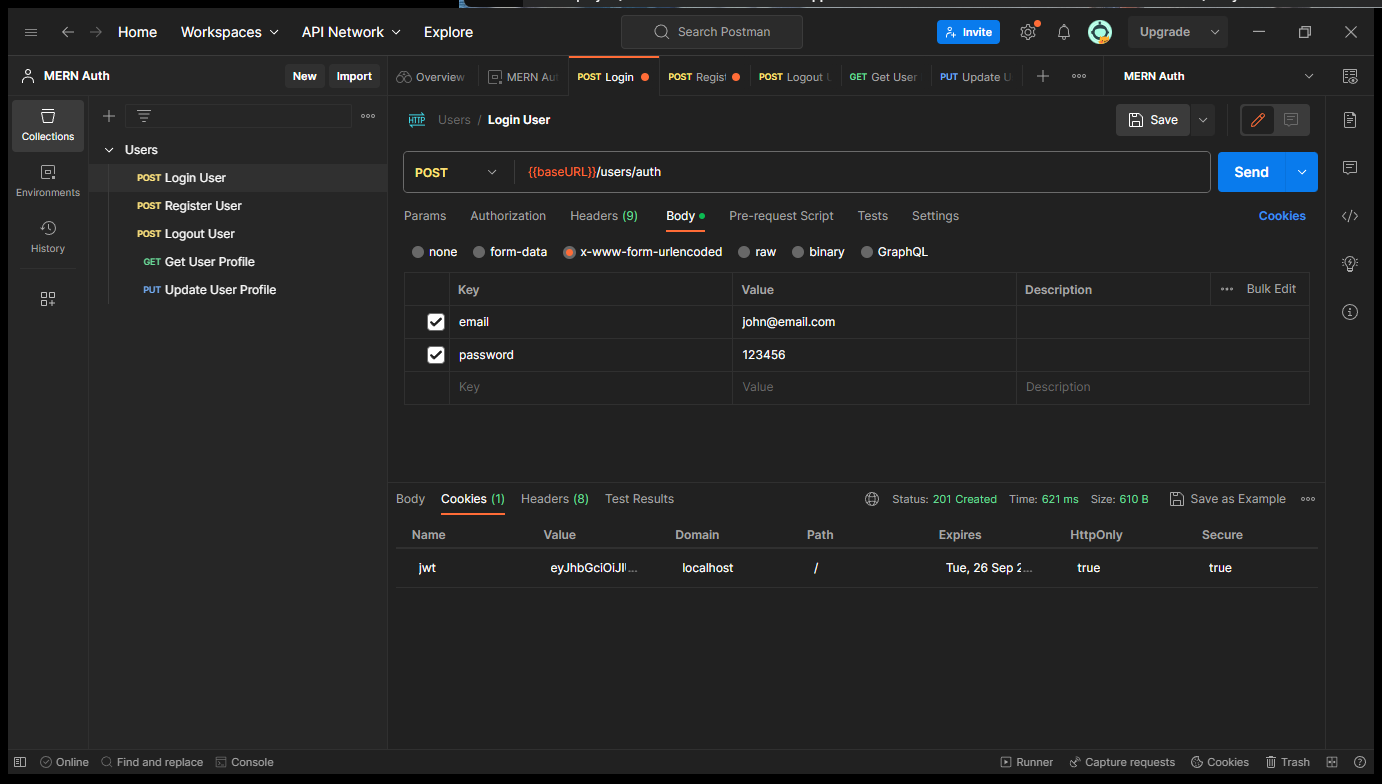 Home Workspaces API Network Explore Search Postman Invite Upgrade
MERN Auth New Import Overview MERN Au POST Login POST Regist POST Logout U GET Get User PUT Update U MERN Auth
Collections
Environments
History
Users
POST Login User
POST Register User
POST Logout User
GET Get User Profile
PUT Update User Profile
HTTP Users / Login User Save
POST {{baseURL}}/users/auth Send
Params Authorization Headers (9) Body Pre-request Script Tests Settings Cookies
none form-data x-www-form-urlencoded raw binary GraphQL
Key Value Description Bulk Edit
email john@email.com
password 123456
Key Value Description
Body Cookies (1) Headers (8) Test Results Status: 201 Created Time: 621 ms Size: 610 B Save as Example
Name Value Domain Path Expires HttpOnly Secure
jwt eyJhbGciOiJI... localhost / Tue, 26 Sep 2... true true
Online Find and replace Console Runner Capture requests Cookies Trash